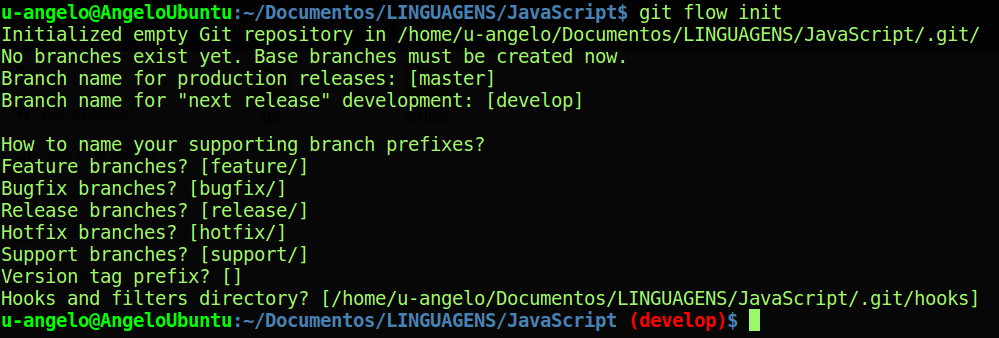 u-angelo@AngeloUbuntu:~/Documentos/LINGUAGENS/JavaScript$ git flow init
Initialized empty Git repository in /home/u-angelo/Documentos/LINGUAGENS/JavaScript/.git/
No branches exist yet. Base branches must be created now.
Branch name for production releases: [master]
Branch name for "next release" development: [develop]
How to name your supporting branch prefixes?
Feature branches? [feature/]
Bugfix branches? [bugfix/]
Release branches? [release/]
Hotfix branches? [hotfix/]
Support branches? [support/]
Version tag prefix? []
Hooks and filters directory? [/home/u-angelo/Documentos/LINGUAGENS/JavaScript/.git/hooks]
u-angelo@AngeloUbuntu:~/Documentos/LINGUAGENS/JavaScript (develop)$